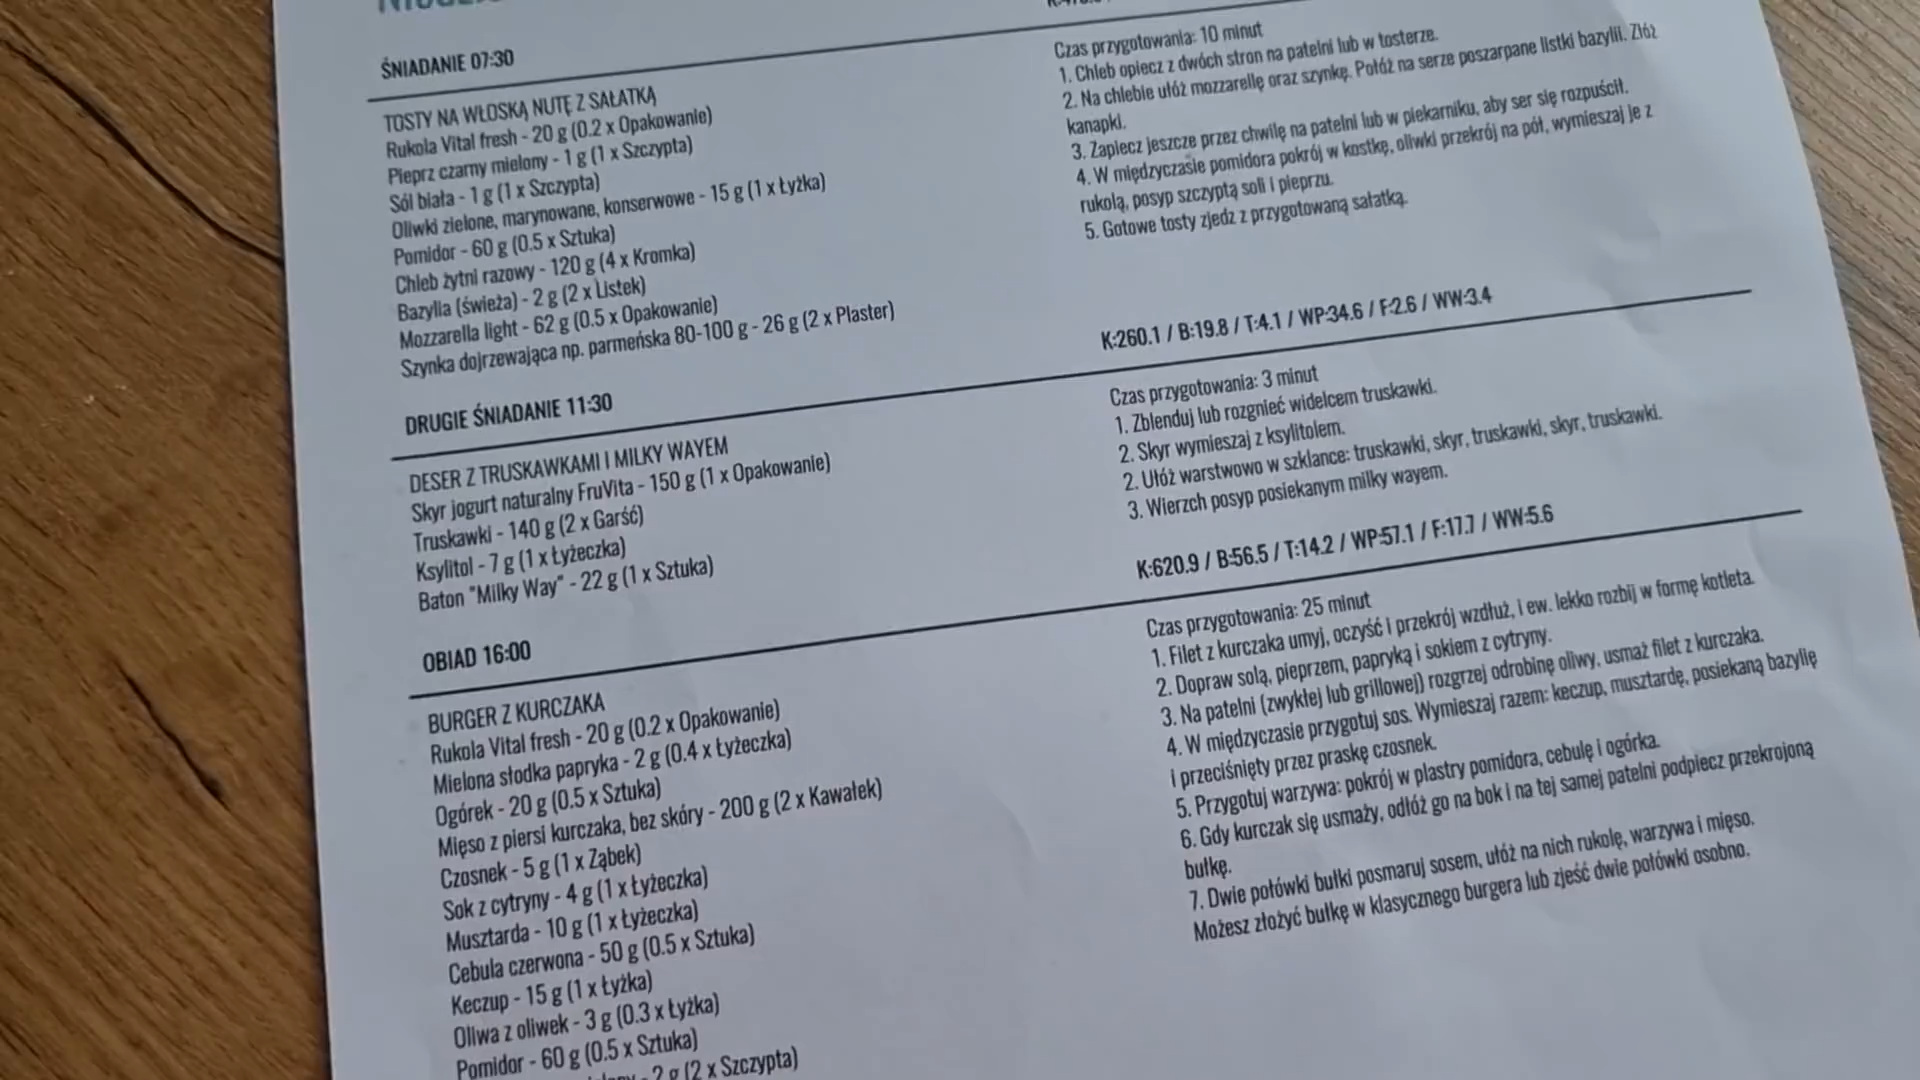 ŚNIADANIE 07:30
TOSTY NA WŁOSKĄ NUTĘ Z SAŁATKĄ
Rukola Vital fresh - 20 g (0.2 x Opakowanie)
Pieprz czarny mielony - 1 g (1 x Szczypta)
Sól biała - 1 g (1 x Szczypta)
Oliwki zielone, marynowane, konserwowe - 15 g (1 x Łyżka)
Pomidor - 60 g (0.5 x Sztuka)
Chleb żytni razowy - 120 g (4 x Kromka)
Bazylia (świeża) - 2 g (2 x Listek)
Mozzarella light - 62 g (0.5 x Opakowanie)
Szynka dojrzewająca np. parmeńska 80-100 g - 26 g (2 x Plaster)
Czas przygotowania: 10 minut
1. Chleb opiecz z dwóch stron na patelni lub w tosterze.
2. Na chlebie ułóż mozzarellę oraz szynkę. Połóż na serze poszarpane listki bazylii. Złóż
kanapki.
3. Zapiecz jeszcze przez chwilę na patelni lub w piekarniku, aby ser się rozpuścił.
4. W międzyczasie pomidora pokrój w kostkę, oliwki przekrój na pół, wymieszaj je z
rukolą, posyp szczyptą soli i pieprzu.
5. Gotowe tosty zjedz z przygotowaną sałatką.
DRUGIE ŚNIADANIE 11:30
K:260.1 / B:19.8 / T:4.1 / WP:34.6 / F:2.6 / WW:3.4
DESER Z TRUSKAWKAMI I MILKY WAYEM
Skyr jogurt naturalny FruVita - 150 g (1 x Opakowanie)
Truskawki - 140 g (2 x Garść)
Ksylitol - 7 g (1 x Łyżeczka)
Baton "Milky Way" - 22 g (1 x Sztuka)
Czas przygotowania: 3 minut
1. Zblenduj lub rozgnieć widelcem truskawki.
2. Skyr wymieszaj z ksylitolem.
2. Ułóż warstwowo w szklance: truskawki, skyr, truskawki, skyr, truskawki.
3. Wierzch posyp posiekanym milky wayem.
OBIAD 16:00
K:620.9 / B:56.5 / T:14.2 / WP:57.1 / F:17.7 / WW:5.6
BURGER Z KURCZAKA
Rukola Vital fresh - 20 g (0.2 x Opakowanie)
Mielona słodka papryka - 2 g (0.4 x Łyżeczka)
Ogórek - 20 g (0.5 x Sztuka)
Mięso z piersi kurczaka, bez skóry - 200 g (2 x Kawałek)
Czosnek - 5 g (1 x Ząbek)
Sok z cytryny - 4 g (1 x Łyżeczka)
Musztarda - 10 g (1 x Łyżeczka)
Cebula czerwona - 50 g (0.5 x Sztuka)
Keczup - 15 g (1 x Łyżka)
Oliwa z oliwek - 3 g (0.3 x Łyżka)
Pomidor - 60 g (0.5 x Sztuka)
- 2 g (2 x Szczypta)
Czas przygotowania: 25 minut
1. Filet z kurczaka umyj, oczyść i przekrój wzdłuż, i ew. lekko rozbij w formę kotleta.
2. Dopraw solą, pieprzem, papryką i sokiem z cytryny.
3. Na patelni (zwykłej lub grillowej) rozgrzej odrobinę oliwy, usmaż filet z kurczaka.
4. W międzyczasie przygotuj sos. Wymieszaj razem: keczup, musztardę, posiekaną bazylię
i przeciśnięty przez praskę czosnek.
5. Przygotuj warzywa: pokrój w plastry pomidora, cebulę i ogórka.
6. Gdy kurczak się usmaży, odłóż go na bok i na tej samej patelni podpiecz przekrojoną
bułkę.
7. Dwie połówki bułki posmaruj sosem, ułóż na nich rukolę, warzywa i mięso.
Możesz złożyć bułkę w klasycznego burgera lub zjeść dwie połówki osobno.